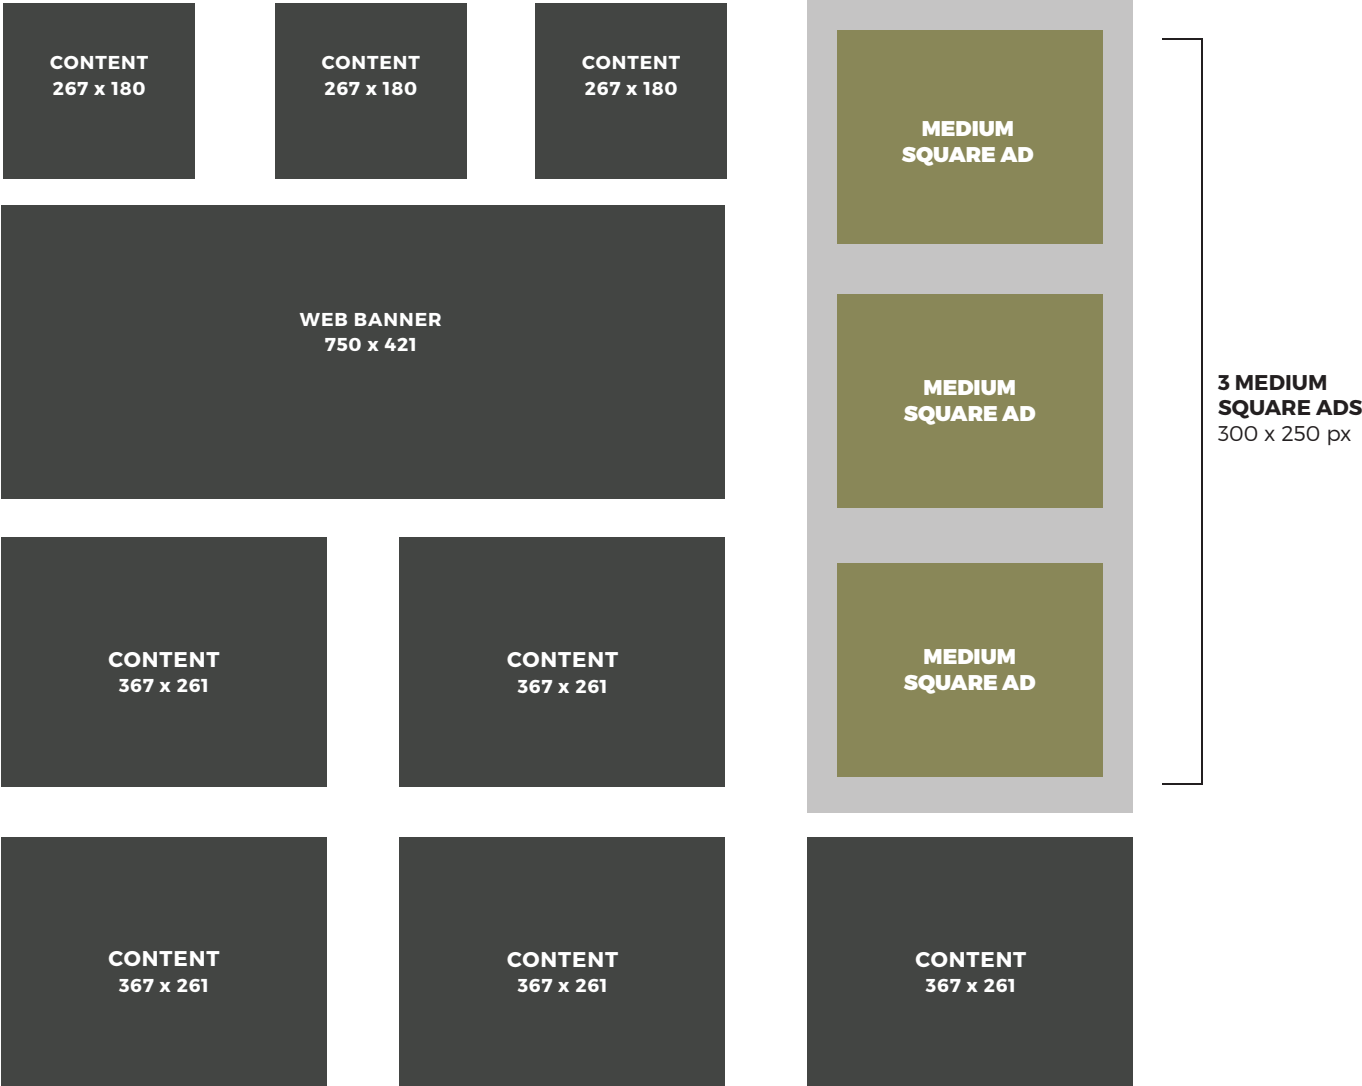 CONTENT
267 x 180
CONTENT
267 x 180
CONTENT
267 x 180
MEDIUM
SQUARE AD
WEB BANNER
750 x 421
MEDIUM
SQUARE AD
3 MEDIUM
SQUARE ADS
300 x 250 px
CONTENT
367 x 261
CONTENT
367 x 261
MEDIUM
SQUARE AD
CONTENT
367 x 261
CONTENT
367 x 261
CONTENT
367 x 261